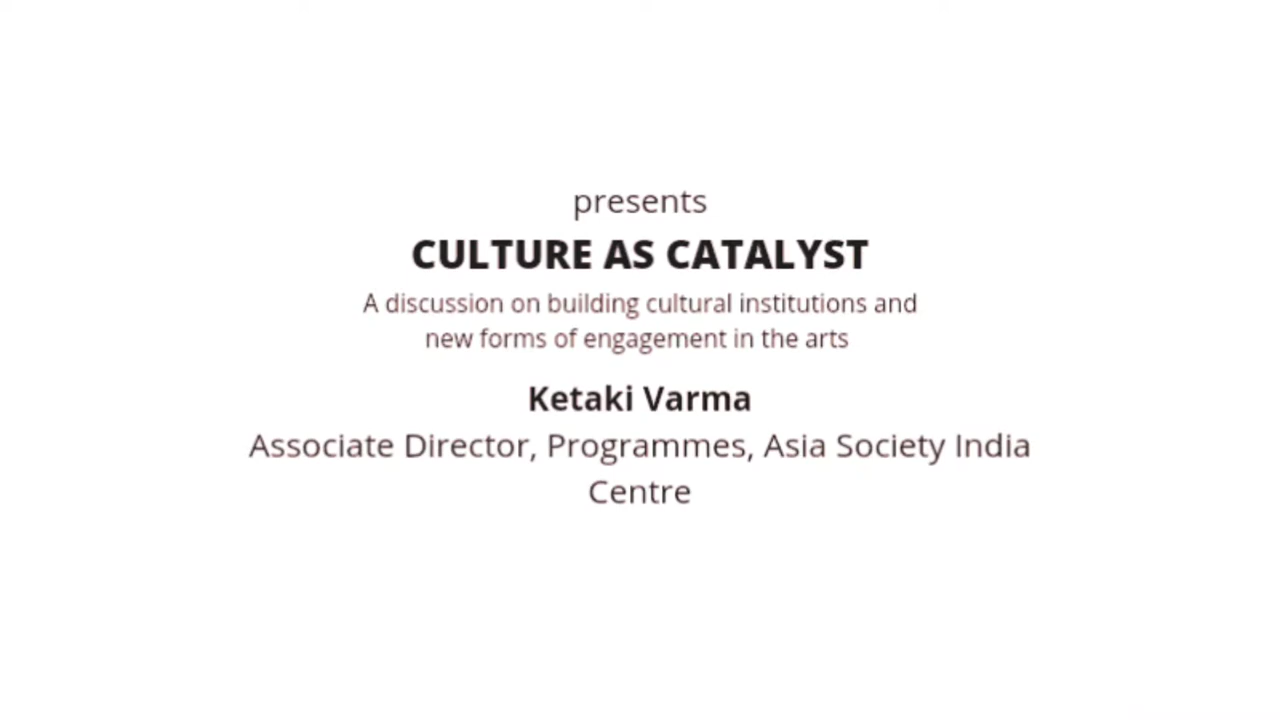 presents
CULTURE AS CATALYST
A discussion on building cultural institutions and
new forms of engagement in the arts
Ketaki Varma
Associate Director, Programmes, Asia Society India
Centre